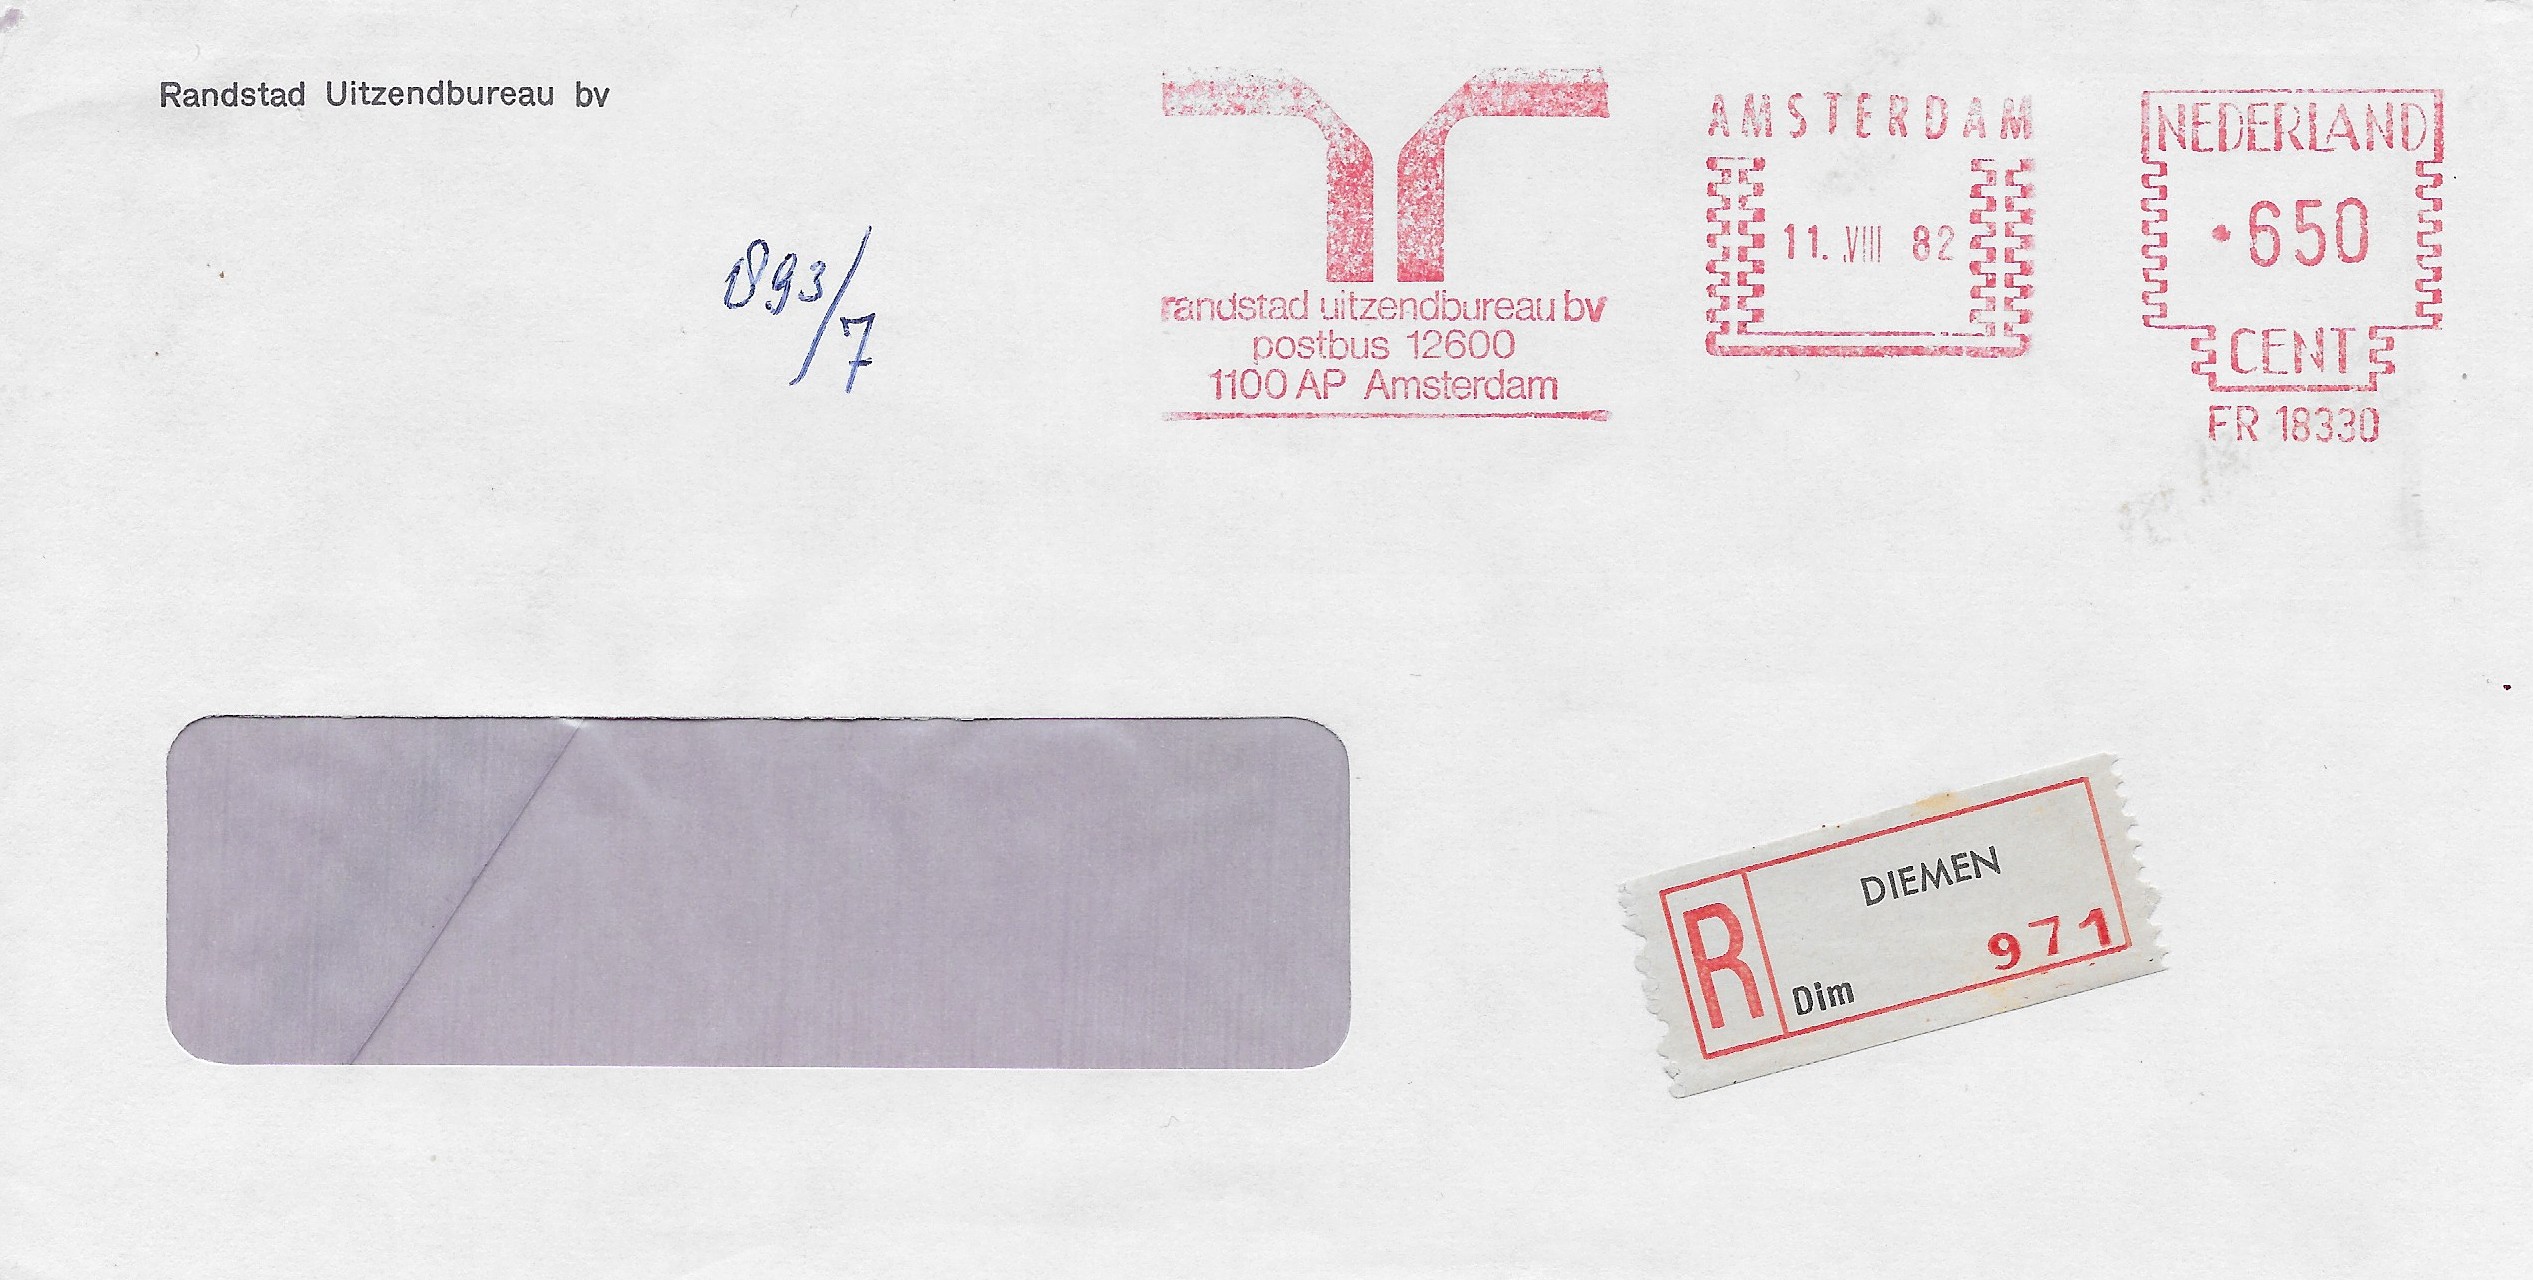 Randstad Uitzendbureau bv
893/7
randstad uitzendbureau bv
postbus 12600
1100 AP Amsterdam
AMSTERDAM
11. VIII 82
NEDERLAND
·650
CENT
FR 18330
DIEMEN
R
Dim
971